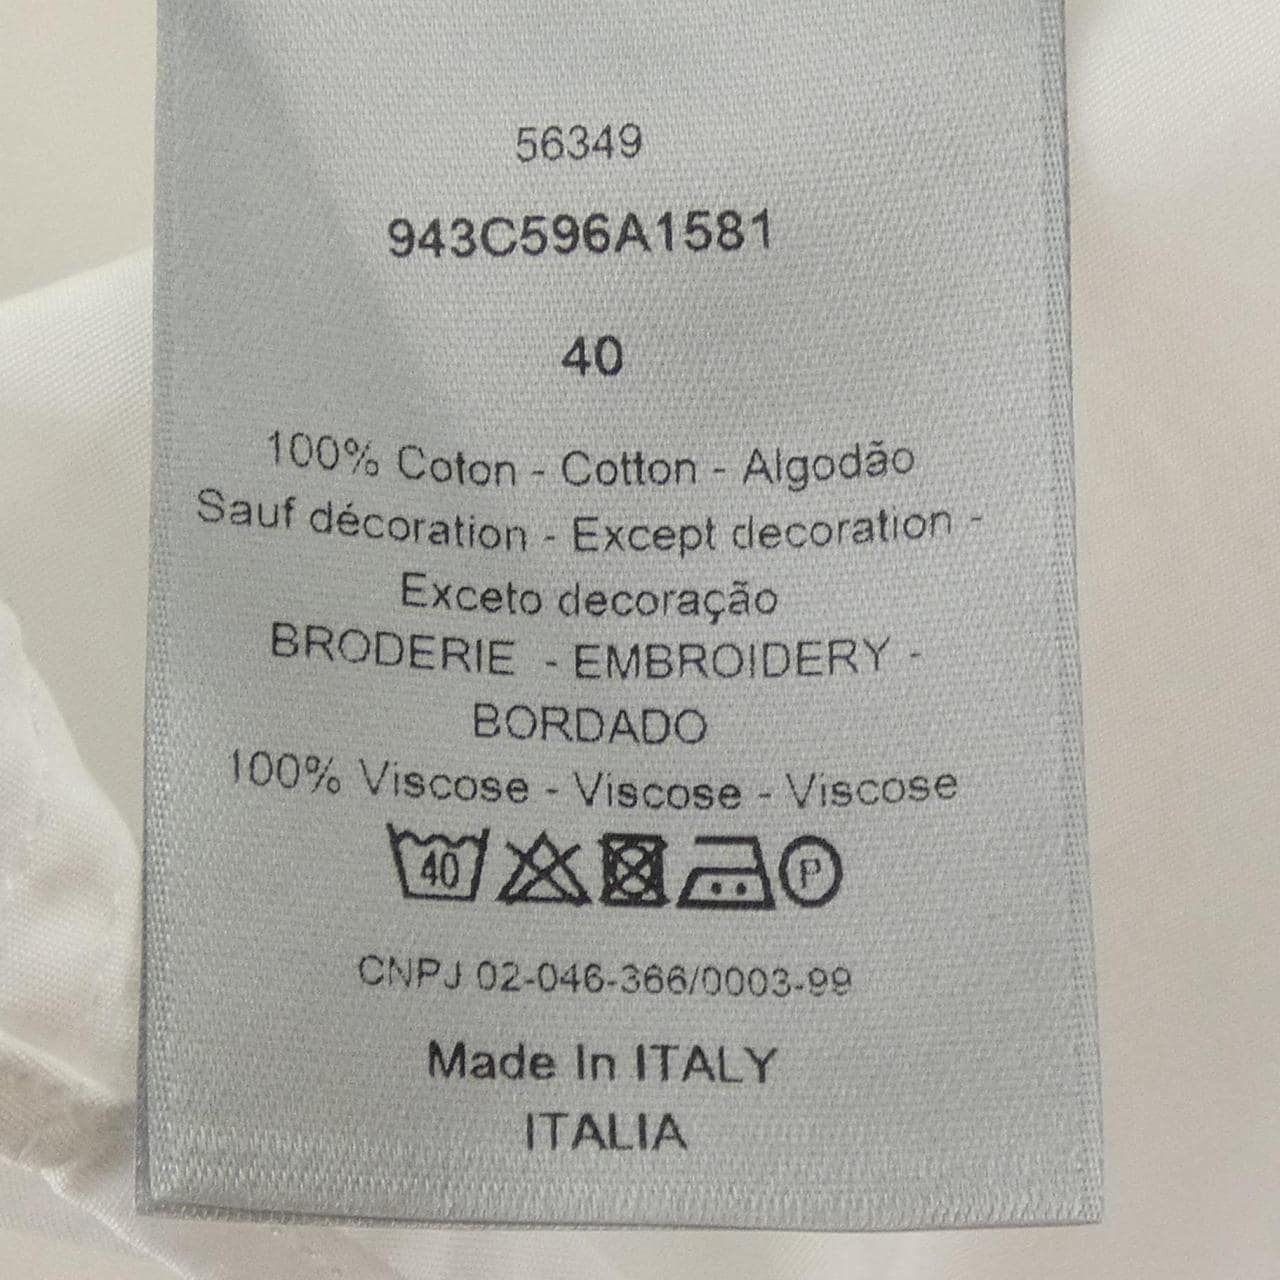 56349
943C596A1581
40
100% Coton - Cotton - Algodão
Sauf décoration - Except decoration -
Exceto decoração
BRODERIE - EMBROIDERY -
BORDADO
100% Viscose - Viscose - Viscose
40 P
CNPJ 02-046-366/0003-99
Made In ITALY
ITALIA